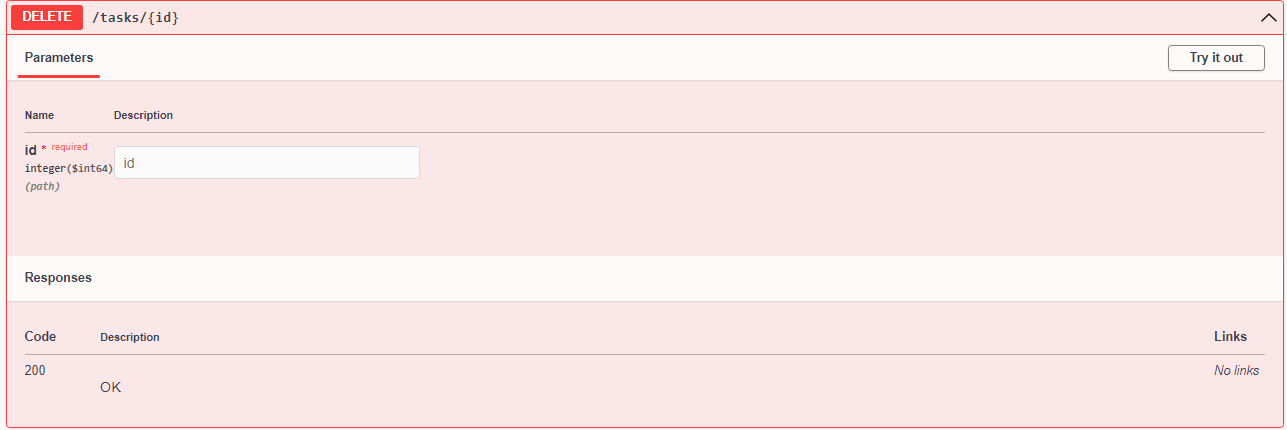 DELETE /tasks/{id}
Parameters
Try it out
Name Description
id * required
integer($int64)
(path)
id
Responses
Code Description Links
200 No links
OK